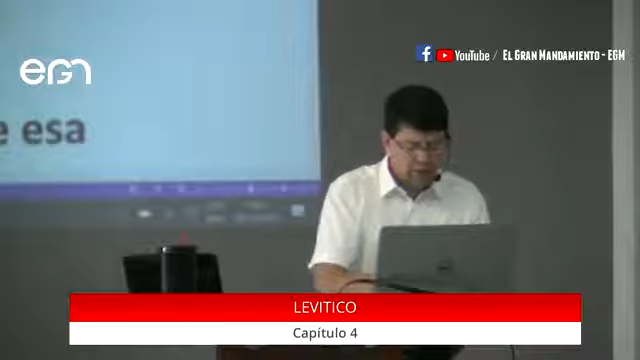 EGM
YouTube / EL GRAN MANDAMIENTO - EGM
e esa
LEVITICO
Capítulo 4